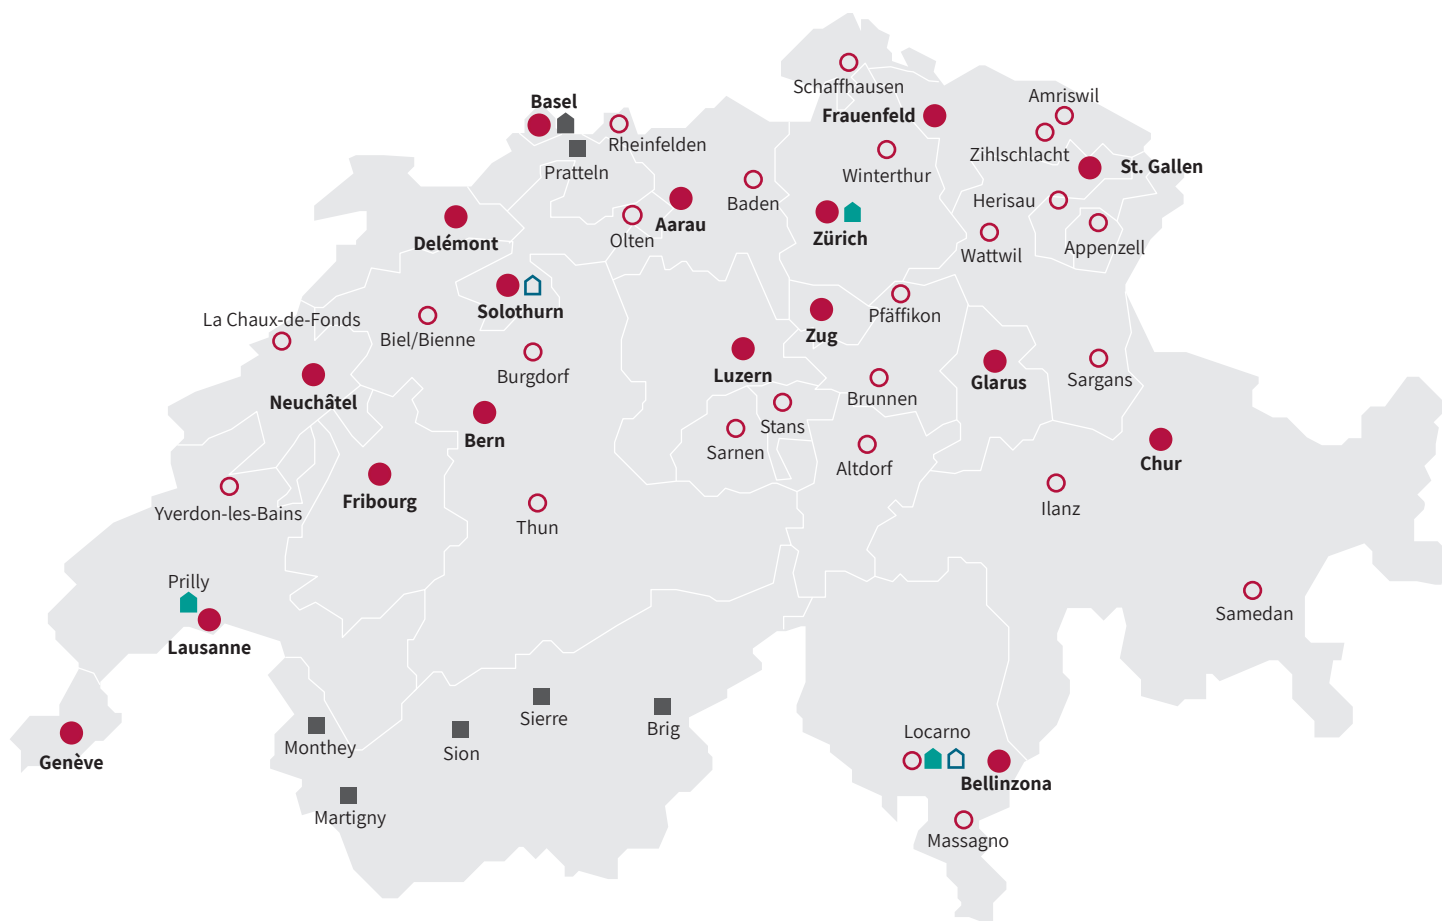 Schaffhausen
Amriswil
Basel
Frauenfeld
Rheinfelden
Zihlschlacht
St. Gallen
Pratteln
Winterthur
Baden
Herisau
Aarau
Olten
Zürich
Delémont
Wattwil
Appenzell
Solothurn
La Chaux-de-Fonds
Pfäffikon
Zug
Biel/Bienne
Burgdorf
Luzern
Glarus
Sargans
Brunnen
Neuchâtel
Stans
Bern
Sarnen
Altdorf
Chur
Fribourg
Ilanz
Yverdon-les-Bains
Thun
Prilly
Samedan
Lausanne
Sierre
Brig
Locarno
Monthey
Sion
Genève
Bellinzona
Martigny
Massagno